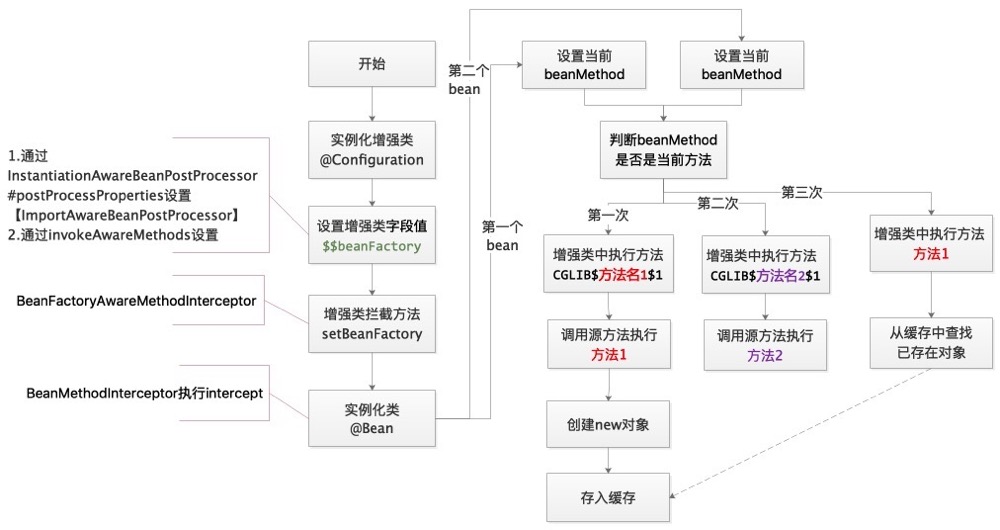 开始
实例化增强类
@Configuration
设置增强类字段值
$$beanFactory
增强类拦截方法
setBeanFactory
实例化类
@Bean
1.通过
InstantiationAwareBeanPostProcessor
#postProcessProperties设置
【ImportAwareBeanPostProcessor】
2.通过invokeAwareMethods设置
BeanFactoryAwareMethodInterceptor
BeanMethodInterceptor执行intercept
第二个
bean
第一个
bean
设置当前
beanMethod
设置当前
beanMethod
判断beanMethod
是否是当前方法
第一次
第二次
第三次
增强类中执行方法
CGLIB$方法名1$1
调用源方法执行
方法1
创建new对象
存入缓存
增强类中执行方法
CGLIB$方法名2$1
调用源方法执行
方法2
增强类中执行方法
方法1
从缓存中查找
已存在对象